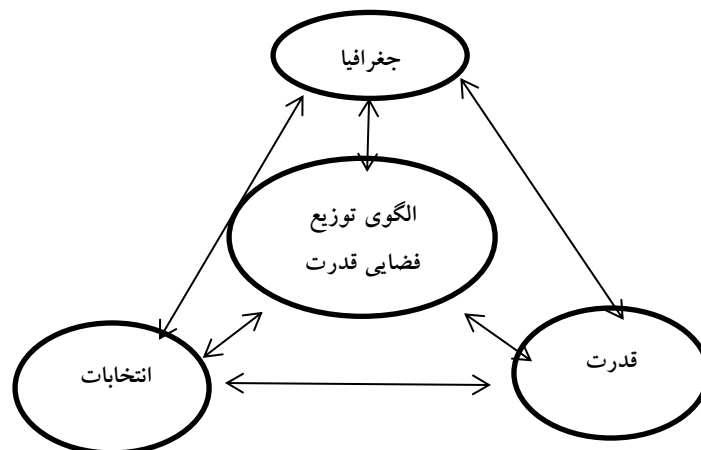 جغرافیا
الگوی توزیع
فضایی قدرت
انتخابات
قدرت